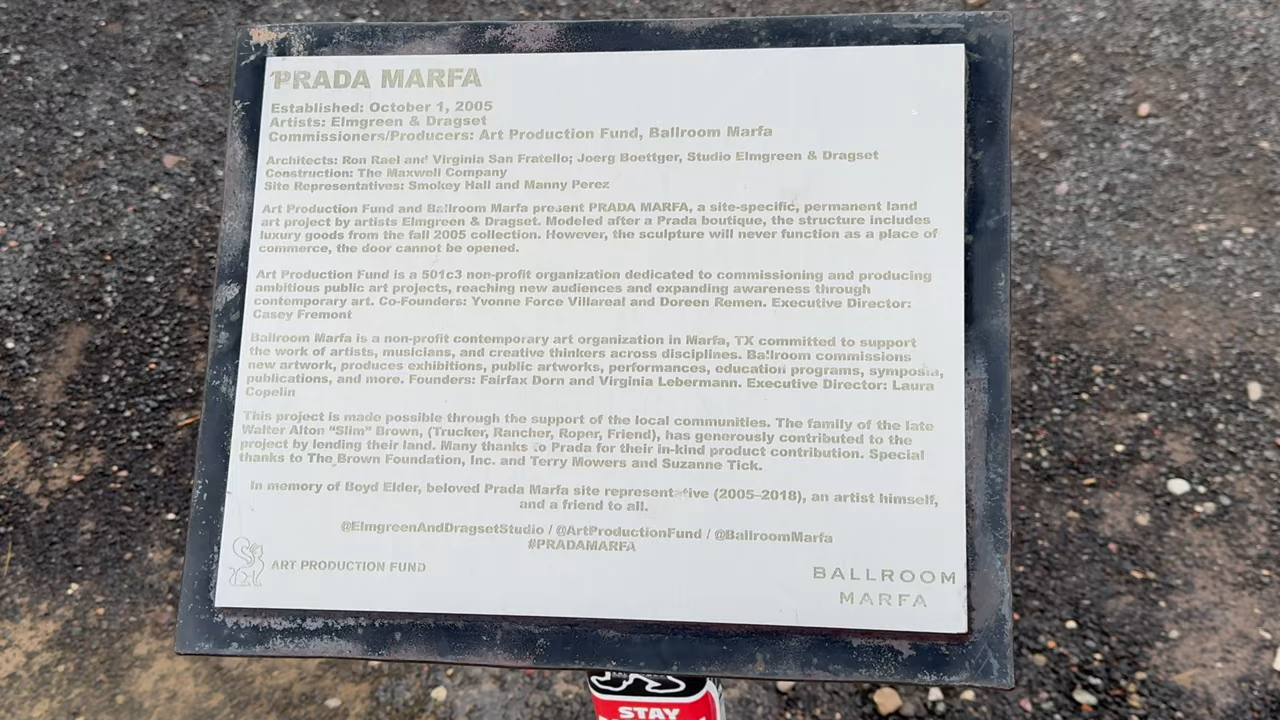 PRADA MARFA
Established: October 1, 2005
Artists: Elmgreen & Dragset
Commissioners/Producers: Art Production Fund, Ballroom Marfa
Architects: Ron Rael and Virginia San Fratello; Joerg Boettger, Studio Elmgreen & Dragset
Construction: The Maxwell Company
Site Representatives: Smokey Hall and Manny Perez
Art Production Fund and Ballroom Marfa present PRADA MARFA, a site-specific, permanent land
art project by artists Elmgreen & Dragset. Modeled after a Prada boutique, the structure includes
luxury goods from the fall 2005 collection. However, the sculpture will never function as a place of
commerce, the door cannot be opened.
Art Production Fund is a 501c3 non-profit organization dedicated to commissioning and producing
ambitious public art projects, reaching new audiences and expanding awareness through
contemporary art. Co-Founders: Yvonne Force Villareal and Doreen Remen. Executive Director:
Casey Fremont
Ballroom Marfa is a non-profit contemporary art organization in Marfa, TX committed to support
the work of artists, musicians, and creative thinkers across disciplines. Ballroom commissions
new artwork, produces exhibitions, public artworks, performances, education programs, symposia,
publications, and more. Founders: Fairfax Dorn and Virginia Lebermann. Executive Director: Laura
Copelin
This project is made possible through the support of the local communities. The family of the late
Walter Alton "Slim" Brown, (Trucker, Rancher, Roper, Friend), has generously contributed to the
project by lending their land. Many thanks to Prada for their in-kind product contribution. Special
thanks to The Brown Foundation, Inc. and Terry Mowers and Suzanne Tick.
In memory of Boyd Elder, beloved Prada Marfa site representative (2005–2018), an artist himself,
and a friend to all.
@ElmgreenAndDragsetStudio / @ArtProductionFund / @BallroomMarfa
#PRADAMARFA
ART PRODUCTION FUND
BALLROOM
MARFA
STAY